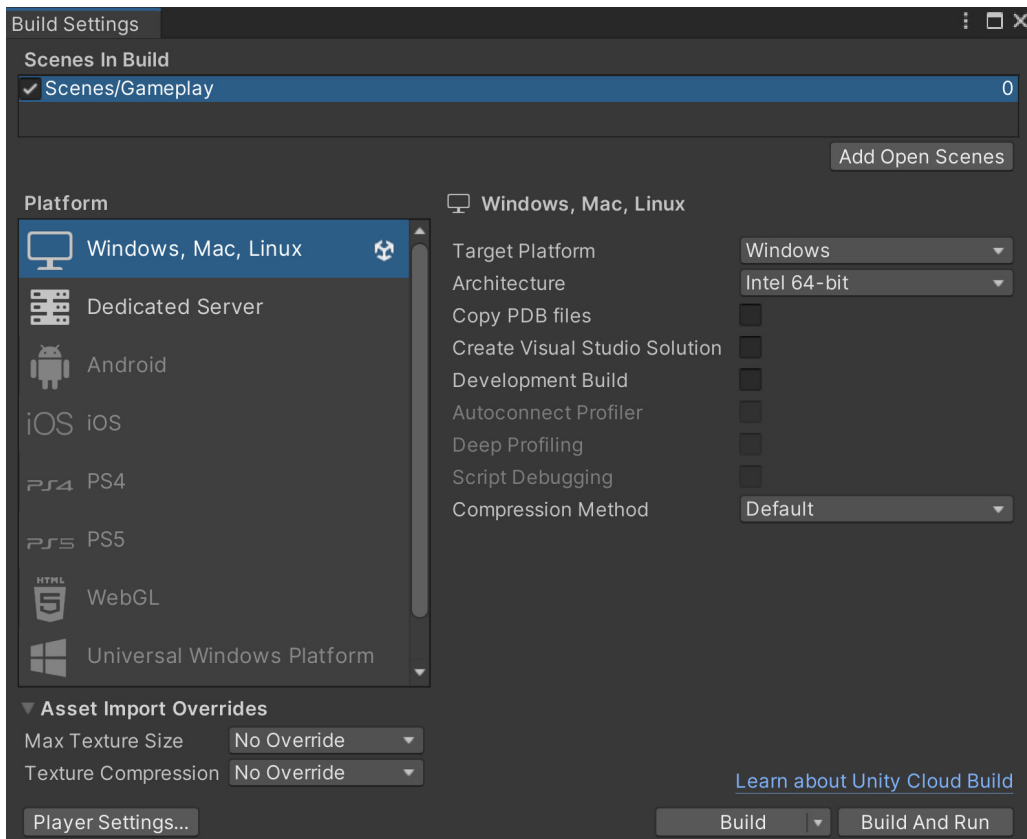 Build Settings
Scenes In Build
Scenes/Gameplay 0
Add Open Scenes
Platform
Windows, Mac, Linux
Dedicated Server
Android
iOS iOS
PS4 PS4
PS5 PS5
HTML
5 WebGL
Universal Windows Platform
Windows, Mac, Linux
Target Platform Windows
Architecture Intel 64-bit
Copy PDB files
Create Visual Studio Solution
Development Build
Autoconnect Profiler
Deep Profiling
Script Debugging
Compression Method Default
Asset Import Overrides
Max Texture Size No Override
Texture Compression No Override
Learn about Unity Cloud Build
Player Settings... Build Build And Run